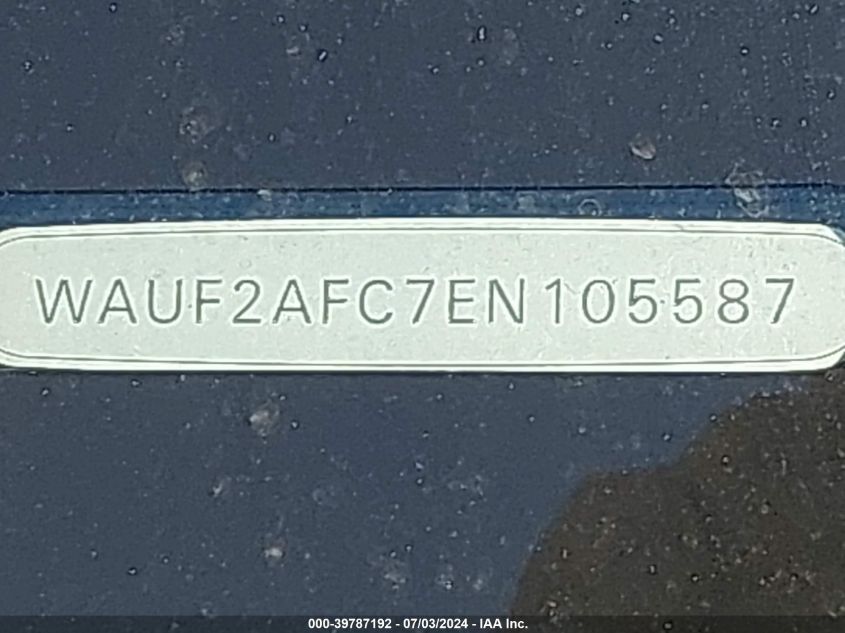 WAUF2AFC7EN105587
000-39787192 - 07/03/2024 - IAA Inc.